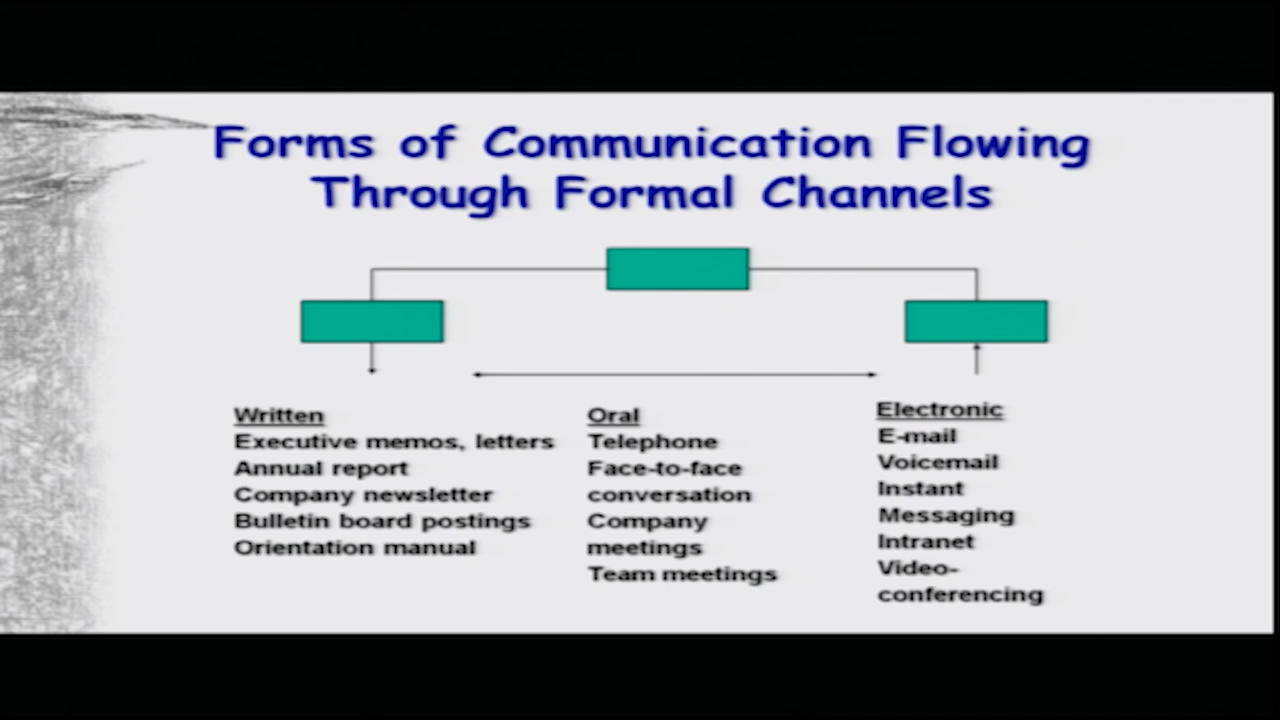 Forms of Communication Flowing
Through Formal Channels
Written
Executive memos, letters
Annual report
Company newsletter
Bulletin board postings
Orientation manual
Oral
Telephone
Face-to-face
conversation
Company
meetings
Team meetings
Electronic
E-mail
Voicemail
Instant
Messaging
Intranet
Video-
conferencing